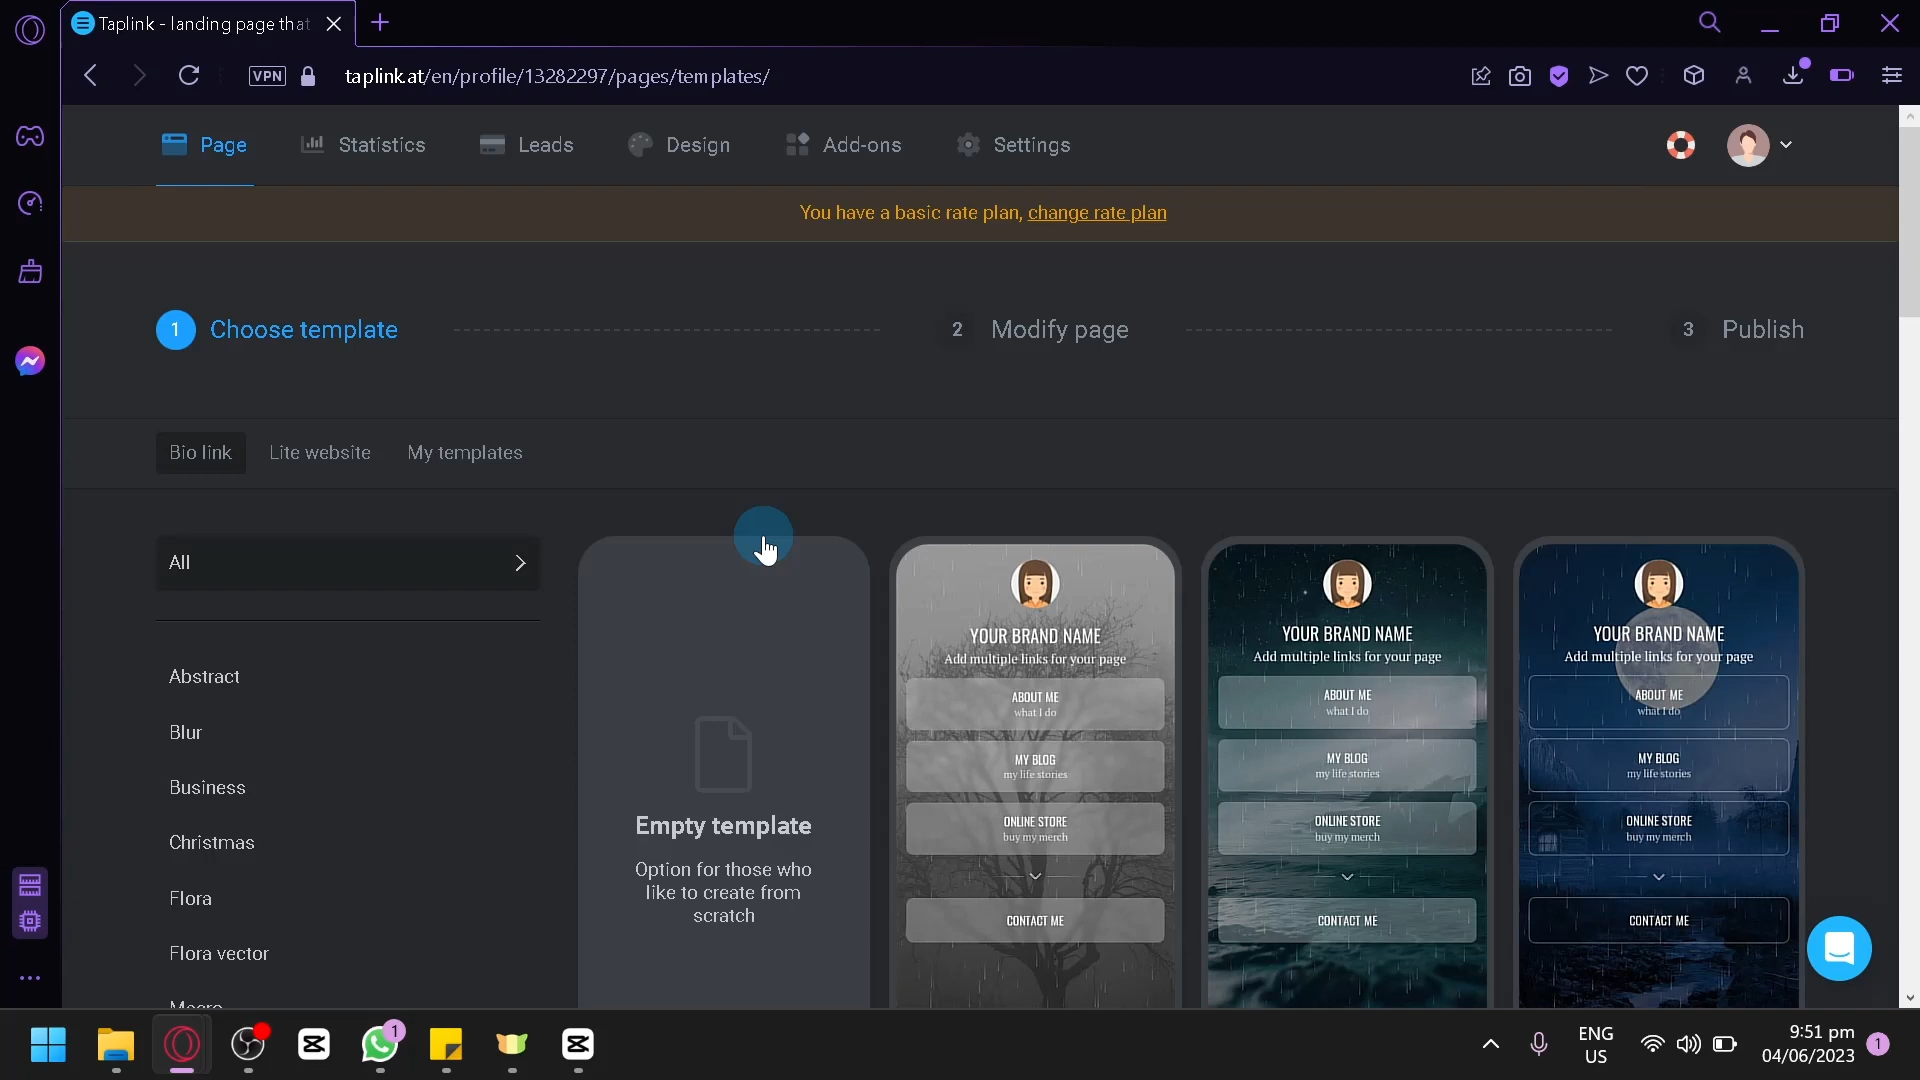 Taplink - landing page that
VPN
taplink.at/en/profile/13282297/pages/templates/
Page
Statistics
Leads
Design
Add-ons
Settings
You have a basic rate plan, change rate plan
1 Choose template
2 Modify page
3 Publish
Bio link
Lite website
My templates
All
Abstract
Blur
Business
Christmas
Flora
Flora vector
Macro
Empty template
Option for those who
like to create from
scratch
YOUR BRAND NAME
Add multiple links for your page
ABOUT ME
what I do
MY BLOG
my life stories
ONLINE STORE
buy my merch
CONTACT ME
YOUR BRAND NAME
Add multiple links for your page
ABOUT ME
what I do
MY BLOG
my life stories
ONLINE STORE
buy my merch
CONTACT ME
YOUR BRAND NAME
Add multiple links for your page
ABOUT ME
what I do
MY BLOG
my life stories
ONLINE STORE
buy my merch
CONTACT ME
1
ENG
US
9:51 pm
04/06/2023
1